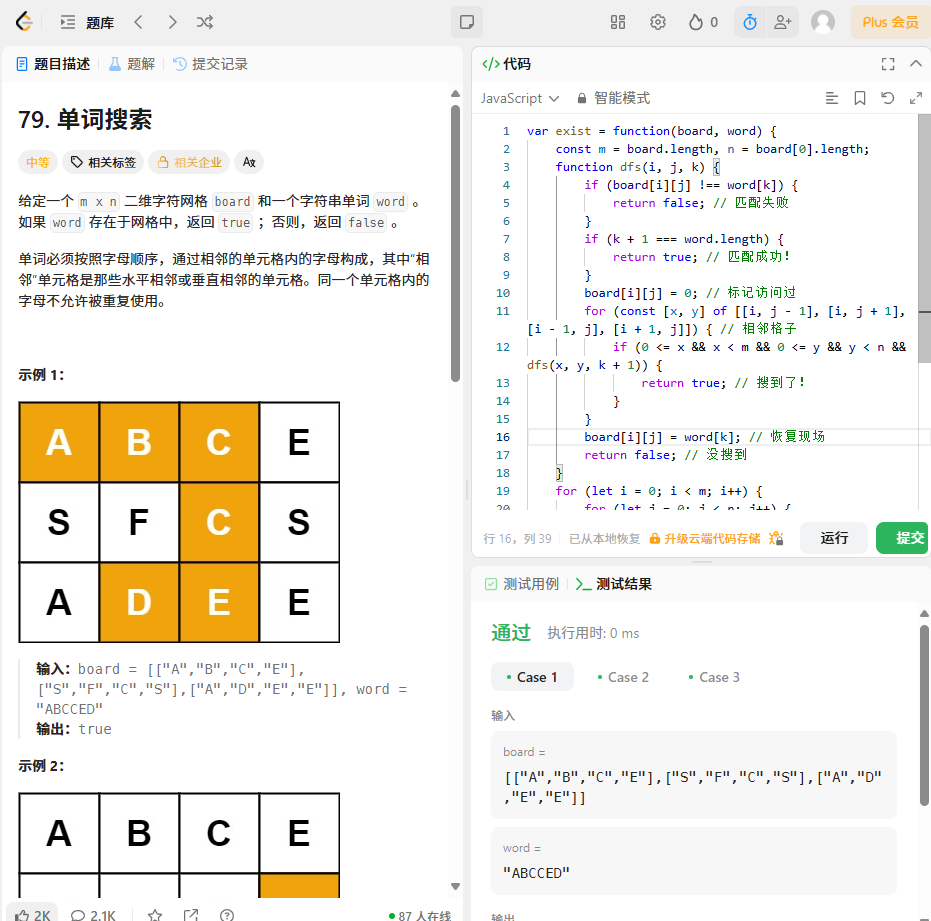 题库
0
Plus 会员
题目描述
题解
提交记录
79. 单词搜索
中等
相关标签
相关企业
给定一个 m x n 二维字符网格 board 和一个字符串单词 word 。
如果 word 存在于网格中，返回 true ；否则，返回 false 。
单词必须按照字母顺序，通过相邻的单元格内的字母构成，其中“相
邻”单元格是那些水平相邻或垂直相邻的单元格。同一个单元格内的
字母不允许被重复使用。
示例 1：
A B C E
S F C S
A D E E
输入：board = [["A","B","C","E"],
["S","F","C","S"],["A","D","E","E"]], word =
"ABCCED"
输出：true
示例 2：
A B C E
2K
2.1K
87 人在线
代码
JavaScript
智能模式
1 var exist = function(board, word) {
2 const m = board.length, n = board[0].length;
3 function dfs(i, j, k) {
4 if (board[i][j] !== word[k]) {
5 return false; // 匹配失败
6 }
7 if (k + 1 === word.length) {
8 return true; // 匹配成功！
9 }
10 board[i][j] = 0; // 标记访问过
11 for (const [x, y] of [[i, j - 1], [i, j + 1],
[i - 1, j], [i + 1, j]]) { // 相邻格子
12 if (0 <= x && x < m && 0 <= y && y < n &&
dfs(x, y, k + 1)) {
13 return true; // 搜到了！
14 }
15 }
16 board[i][j] = word[k]; // 恢复现场
17 return false; // 没搜到
18 }
19 for (let i = 0; i < m; i++) {
20 for (let j = 0; j < n; j++) {
行 16，列 39
已从本地恢复
升级云端代码存储
运行
提交
测试用例
测试结果
通过
执行用时: 0 ms
Case 1
Case 2
Case 3
输入
board =
[["A","B","C","E"],["S","F","C","S"],["A","D"
,"E","E"]]
word =
"ABCCED"
输出